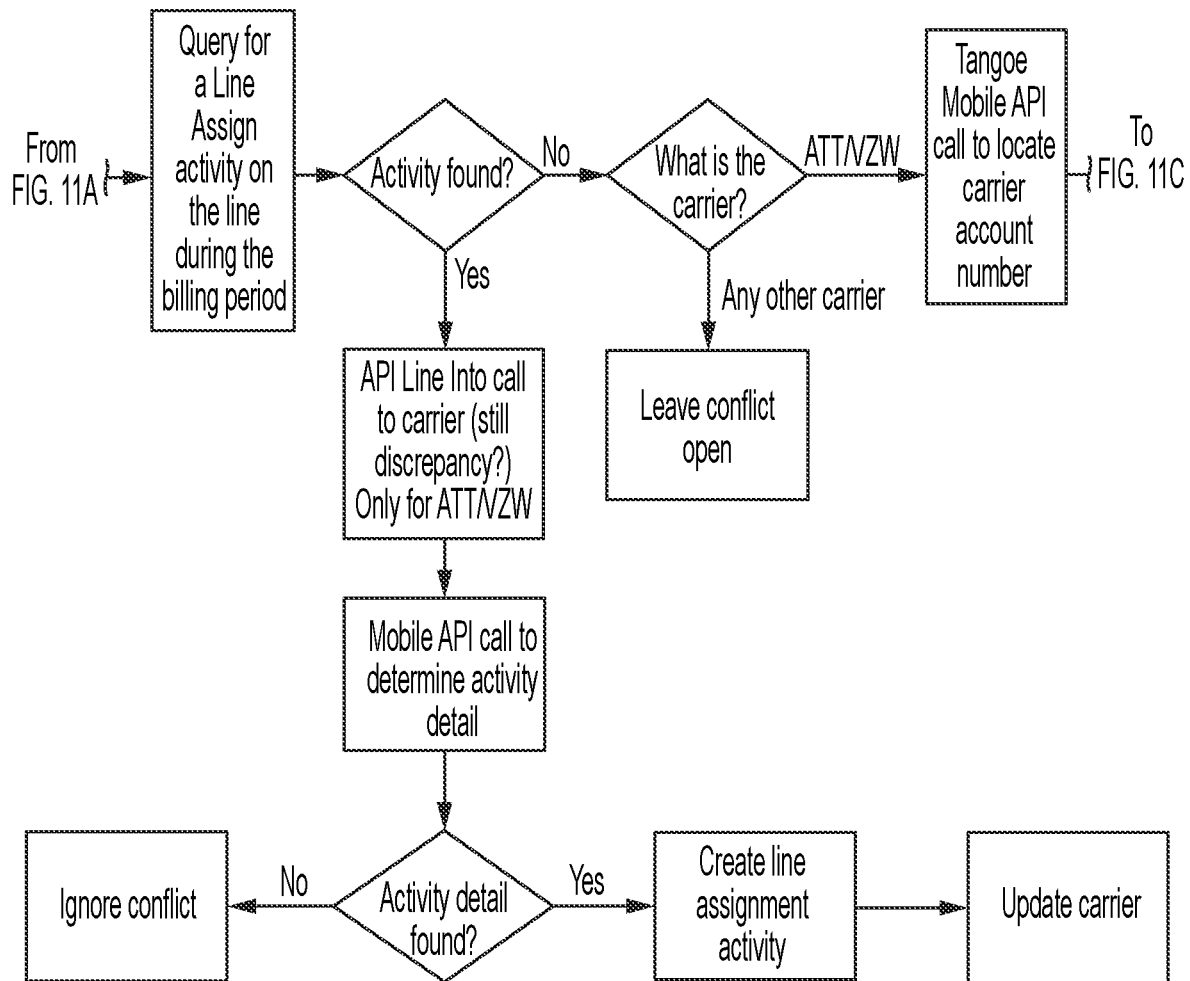 From
FIG. 11A
Query for
a Line
Assign
activity on
the line
during the
billing period
Activity found?
No
What is the
carrier?
ATT/VZW
Tangoe
Mobile API
call to locate
carrier
account
number
To
FIG. 11C
Yes
Any other carrier
API Line Into call
to carrier (still
discrepancy?)
Only for ATT/VZW
Leave conflict
open
Mobile API call to
determine activity
detail
Ignore conflict
No
Activity detail
found?
Yes
Create line
assignment
activity
Update carrier